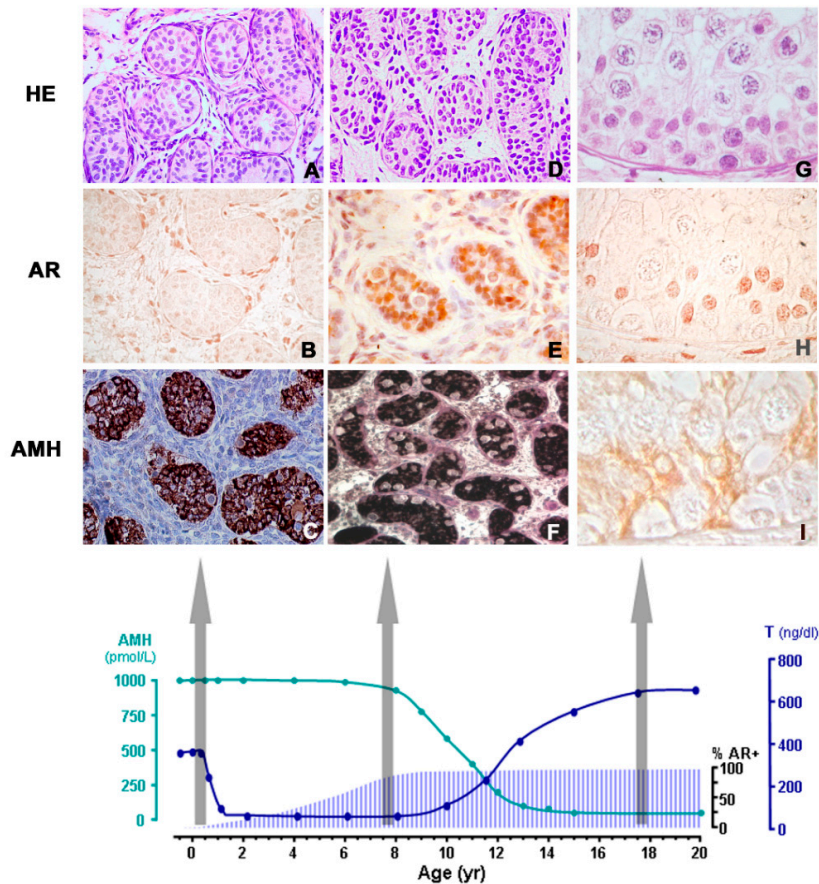 HE
A
D
G
AR
B
E
H
AMH
C
F
I
AMH
(pmol/L)
T (ng/dl)
1000
750
500
250
0
800
600
400
200
0
% AR+
100
50
0
0 2 4 6 8 10 12 14 16 18 20
Age (yr)